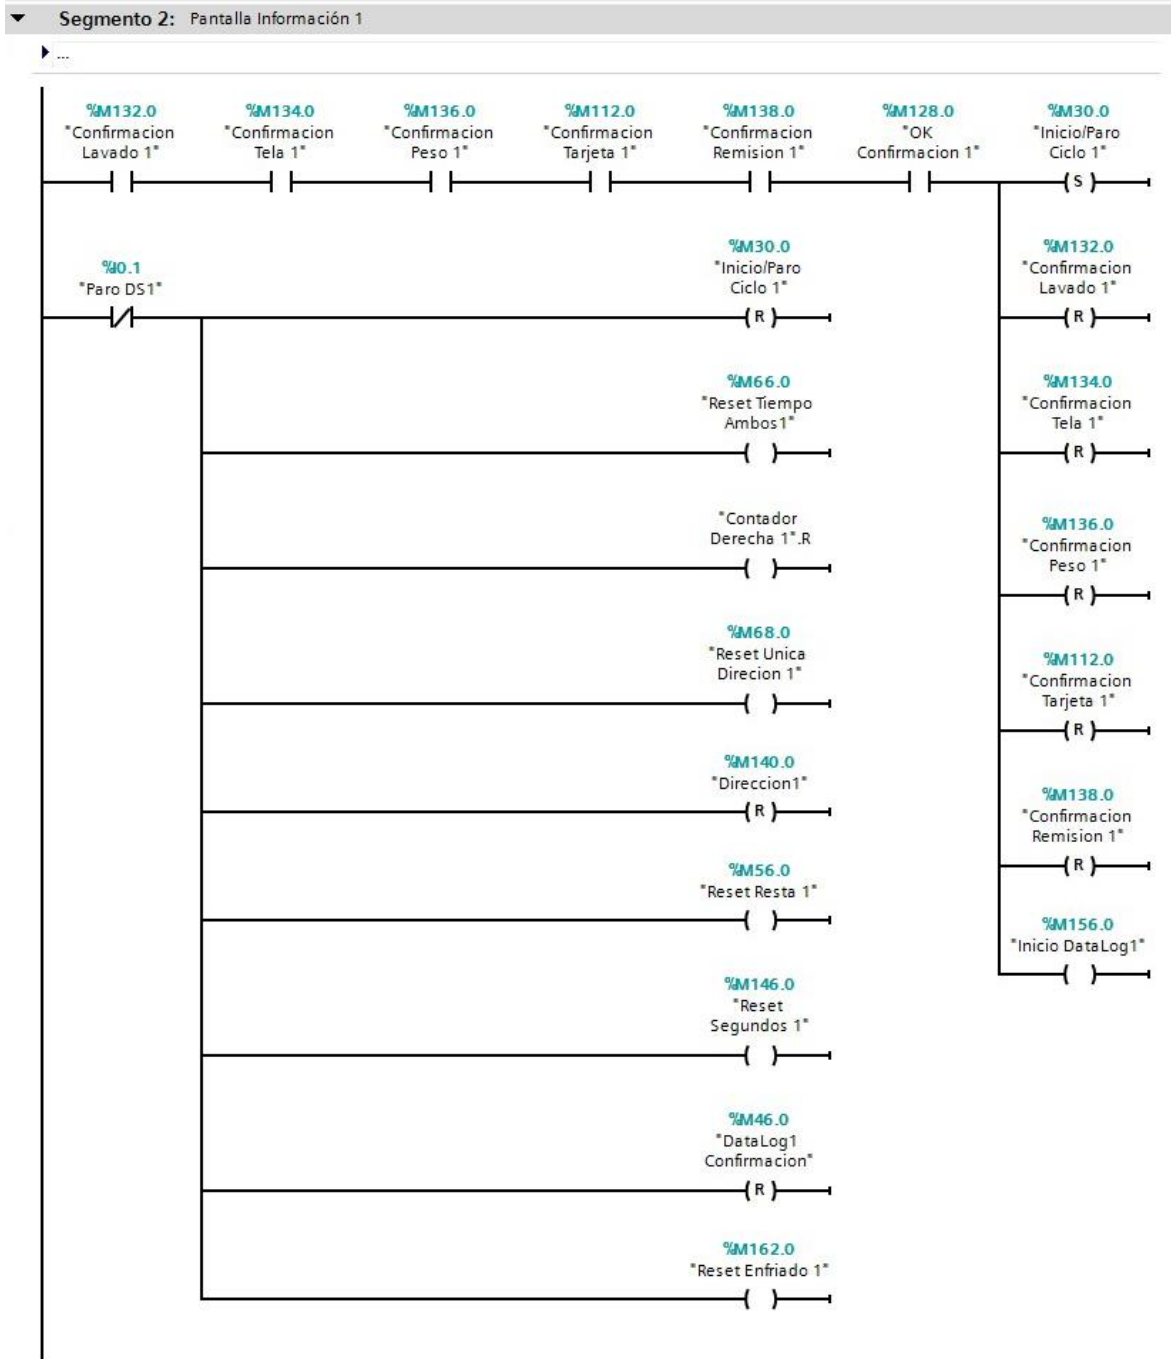 Segmento 2: Pantalla Información 1
...
%M132.0
"Confirmacion
Lavado 1"
%M134.0
"Confirmacion
Tela 1"
%M136.0
"Confirmacion
Peso 1"
%M112.0
"Confirmacion
Tarjeta 1"
%M138.0
"Confirmacion
Remision 1"
%M128.0
"OK
Confirmacion 1"
%M30.0
"Inicio/Paro
Ciclo 1"
S
%I0.1
"Paro DS1"
%M30.0
"Inicio/Paro
Ciclo 1"
R
%M66.0
"Reset Tiempo
Ambos1"
"Contador
Derecha 1".R
%M68.0
"Reset Unica
Direcion 1"
%M140.0
"Direccion1"
R
%M56.0
"Reset Resta 1"
%M146.0
"Reset
Segundos 1"
%M46.0
"DataLog1
Confirmacion"
R
%M162.0
"Reset Enfriado 1"
%M132.0
"Confirmacion
Lavado 1"
R
%M134.0
"Confirmacion
Tela 1"
R
%M136.0
"Confirmacion
Peso 1"
R
%M112.0
"Confirmacion
Tarjeta 1"
R
%M138.0
"Confirmacion
Remision 1"
R
%M156.0
"Inicio DataLog1"